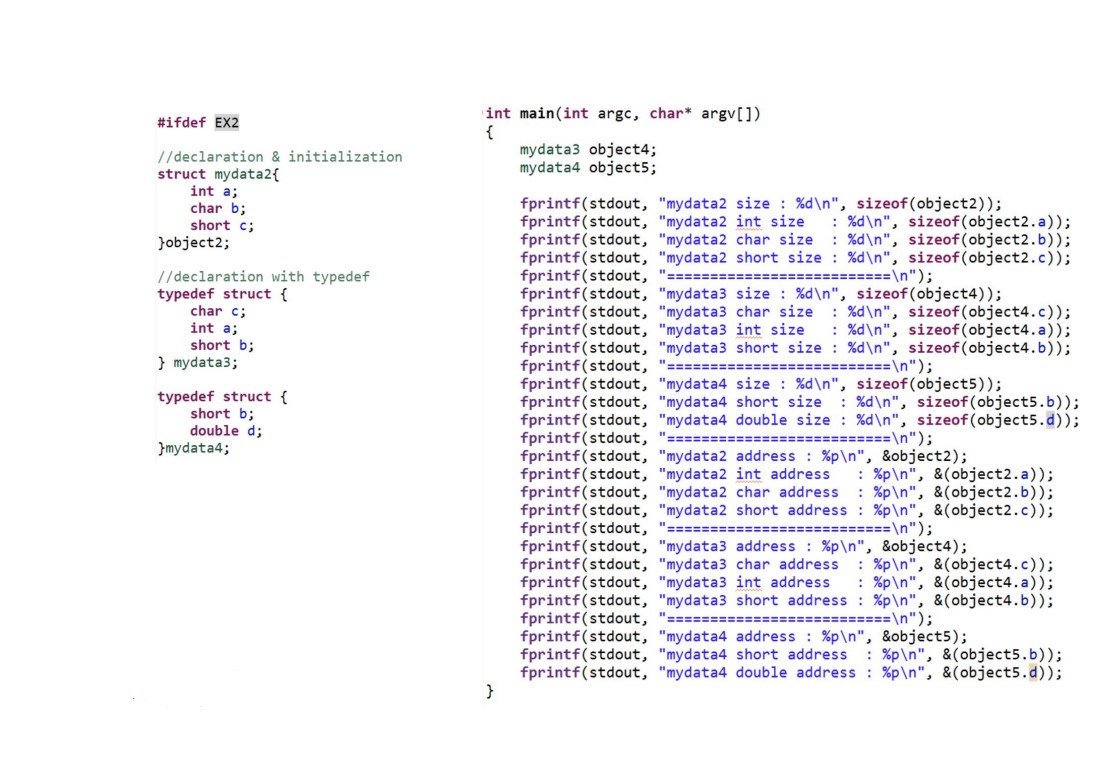 #ifdef EX2
//declaration & initialization
struct mydata2{
int a;
char b;
short c;
}object2;
//declaration with typedef
typedef struct {
char c;
int a;
short b;
} mydata3;
typedef struct {
short b;
double d;
}mydata4;
int main(int argc, char* argv[])
{
mydata3 object4;
mydata4 object5;
fprintf(stdout, "mydata2 size : %d\n", sizeof(object2));
fprintf(stdout, "mydata2 int size   : %d\n", sizeof(object2.a));
fprintf(stdout, "mydata2 char size  : %d\n", sizeof(object2.b));
fprintf(stdout, "mydata2 short size : %d\n", sizeof(object2.c));
fprintf(stdout, "==========================\n");
fprintf(stdout, "mydata3 size : %d\n", sizeof(object4));
fprintf(stdout, "mydata3 char size  : %d\n", sizeof(object4.c));
fprintf(stdout, "mydata3 int size   : %d\n", sizeof(object4.a));
fprintf(stdout, "mydata3 short size : %d\n", sizeof(object4.b));
fprintf(stdout, "==========================\n");
fprintf(stdout, "mydata4 size : %d\n", sizeof(object5));
fprintf(stdout, "mydata4 short size  : %d\n", sizeof(object5.b));
fprintf(stdout, "mydata4 double size : %d\n", sizeof(object5.d));
fprintf(stdout, "==========================\n");
fprintf(stdout, "mydata2 address : %p\n", &object2);
fprintf(stdout, "mydata2 int address   : %p\n", &(object2.a));
fprintf(stdout, "mydata2 char address  : %p\n", &(object2.b));
fprintf(stdout, "mydata2 short address : %p\n", &(object2.c));
fprintf(stdout, "==========================\n");
fprintf(stdout, "mydata3 address : %p\n", &object4);
fprintf(stdout, "mydata3 char address  : %p\n", &(object4.c));
fprintf(stdout, "mydata3 int address   : %p\n", &(object4.a));
fprintf(stdout, "mydata3 short address : %p\n", &(object4.b));
fprintf(stdout, "==========================\n");
fprintf(stdout, "mydata4 address : %p\n", &object5);
fprintf(stdout, "mydata4 short address  : %p\n", &(object5.b));
fprintf(stdout, "mydata4 double address : %p\n", &(object5.d));
}